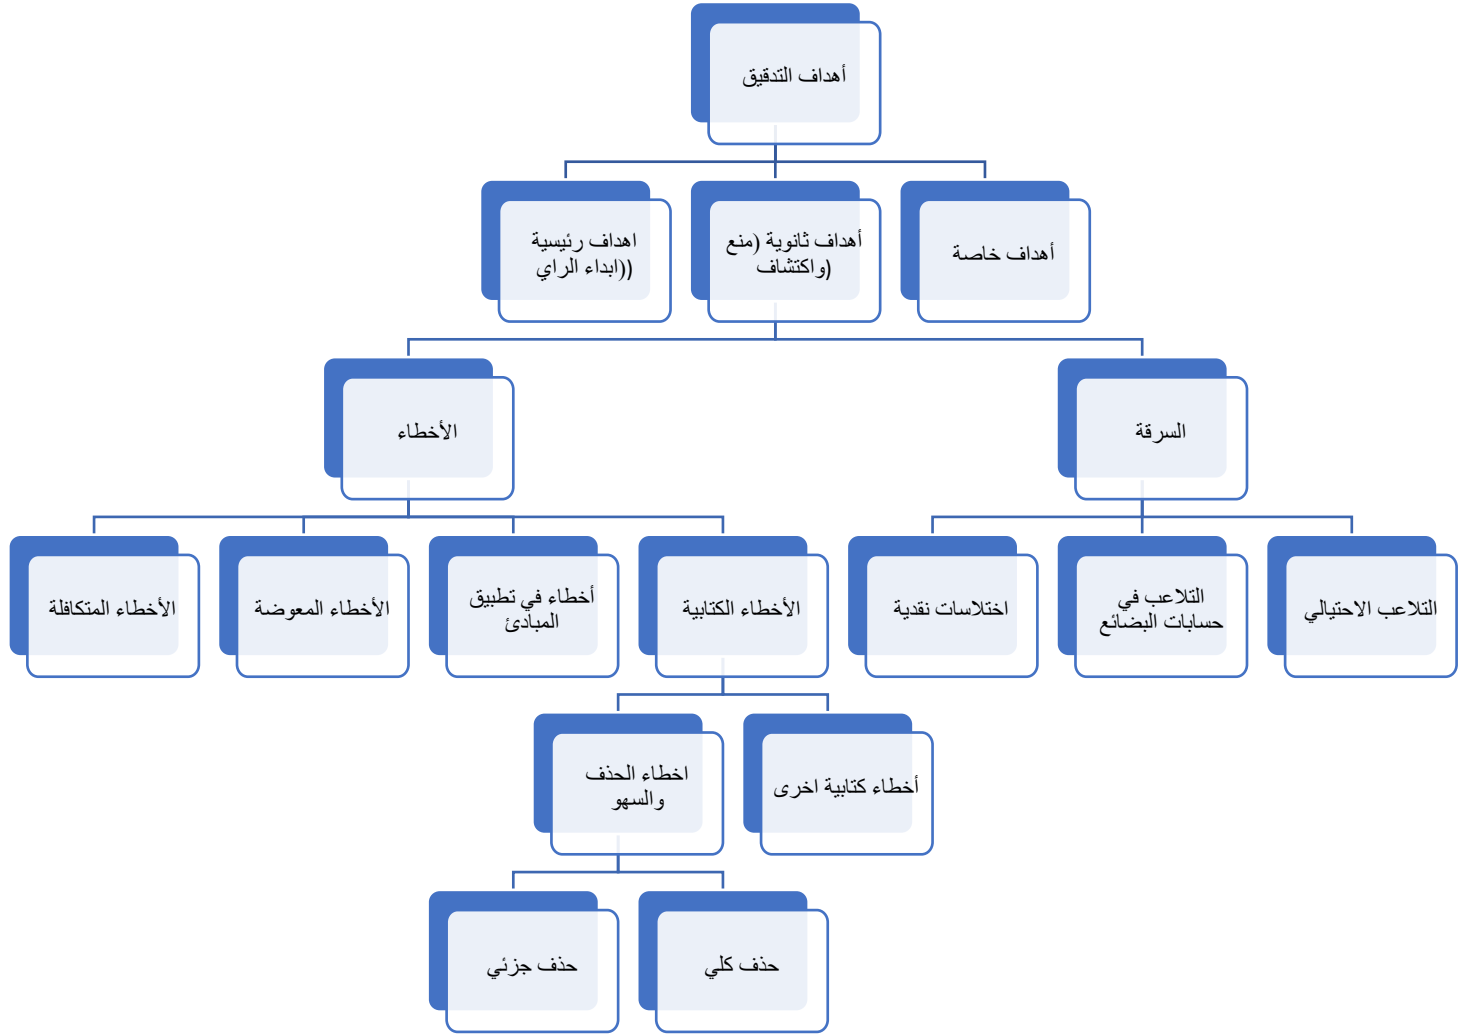 أهداف التدقيق
أهداف خاصة
أهداف ثانوية (منع
واكتشاف)
اهداف رئيسية
((ابداء الراي
السرقة
الأخطاء
التلاعب الاحتيالي
التلاعب في
حسابات البضائع
اختلاسات نقدية
الأخطاء الكتابية
أخطاء في تطبيق
المبادئ
الأخطاء المعوضة
الأخطاء المتكافلة
أخطاء كتابية اخرى
اخطاء الحذف
والسهو
حذف كلي
حذف جزئي